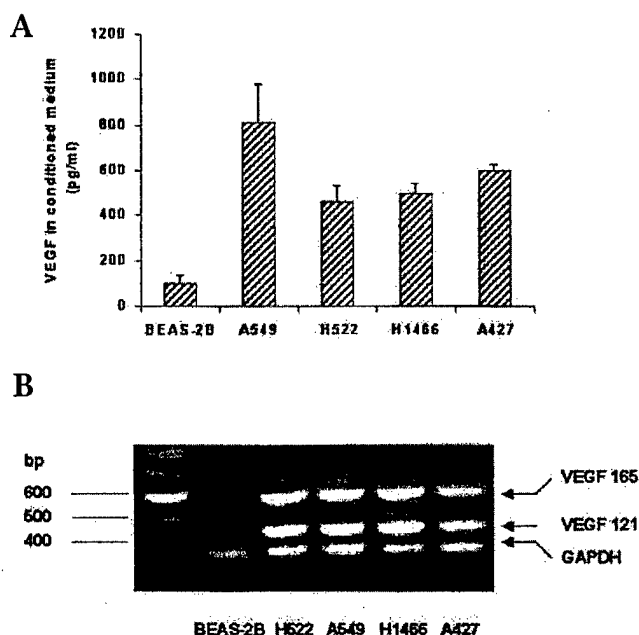 A
VEGF in conditioned medium
(pg/ml)
1200
1000
800
600
400
200
0
BEAS-2B A549 H522 H1466 A427
B
bp
600
500
400
VEGF 165
VEGF 121
GAPDH
BEAS-2B H522 A549 H1466 A427